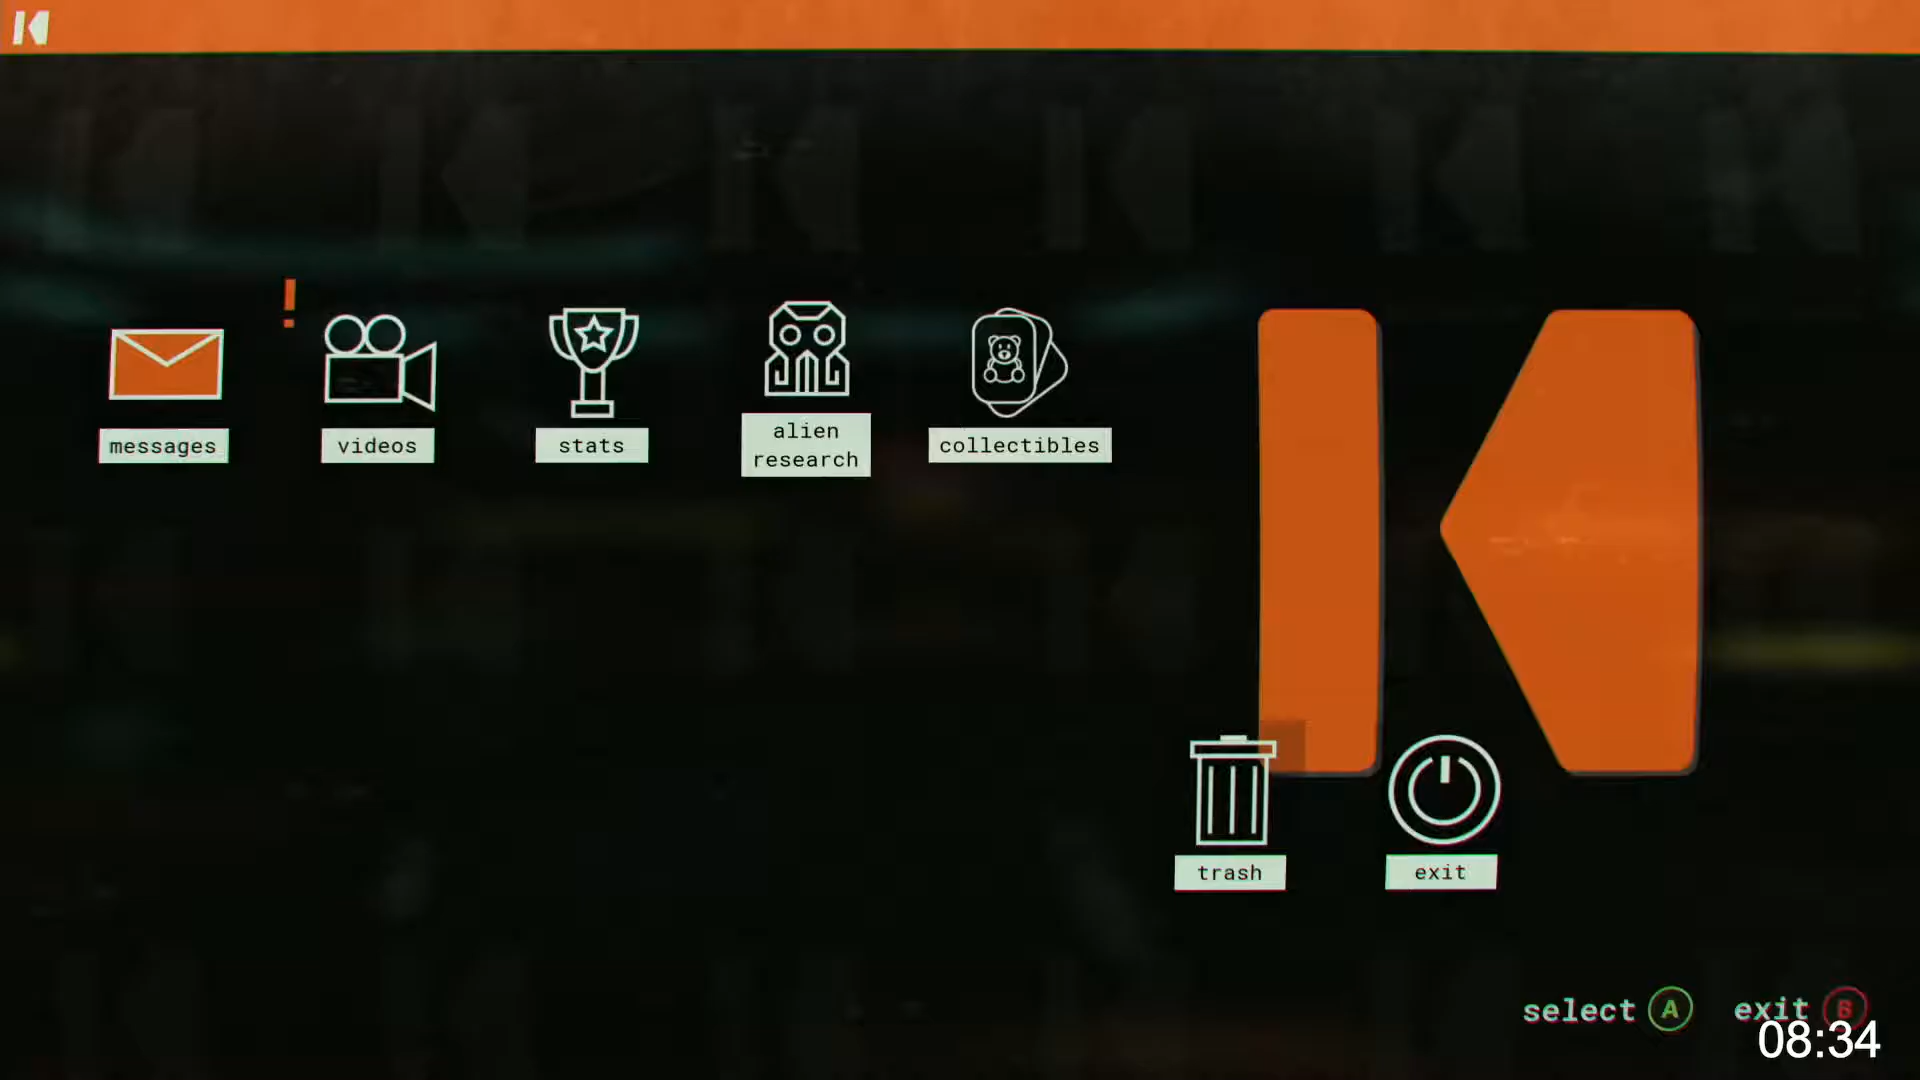 !
messages
videos
stats
alien
research
collectibles
trash
exit
select A
exit B
08:34